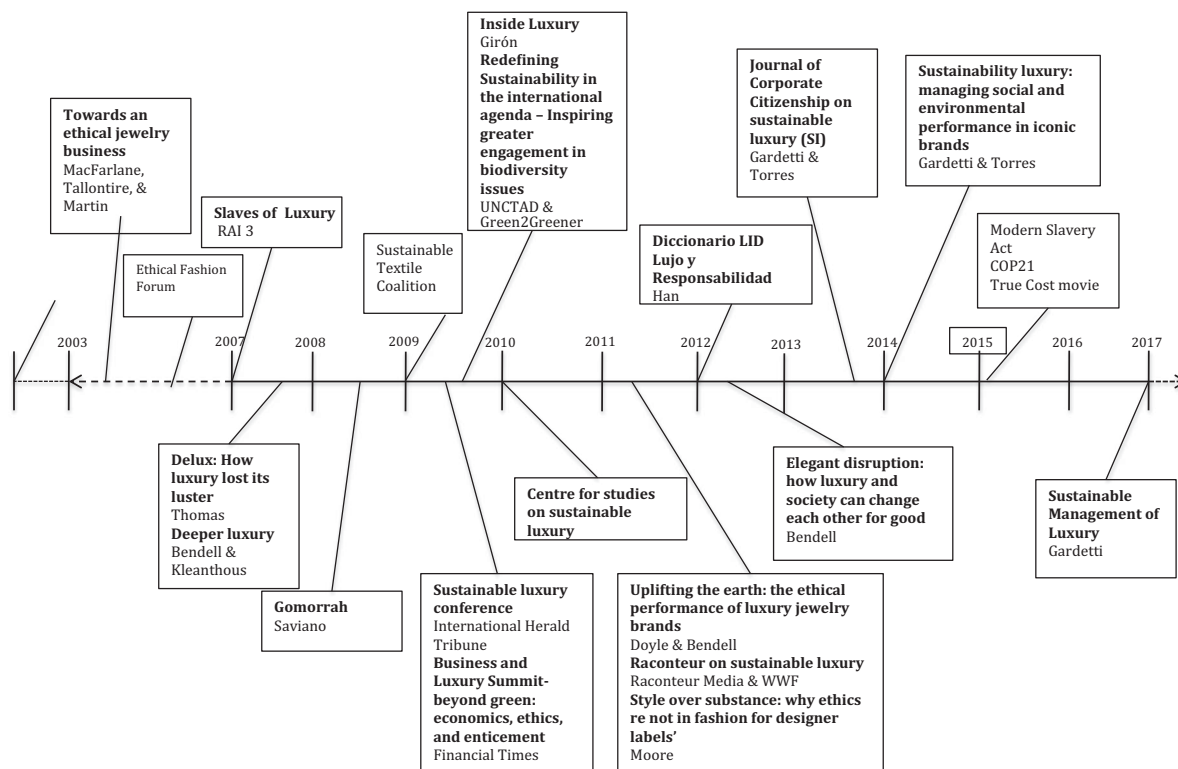 Towards an
ethical jewelry
business
MacFarlane,
Tallontire, &
Martin
Ethical Fashion
Forum
Slaves of Luxury
RAI 3
Sustainable
Textile
Coalition
Inside Luxury
Girón
Redefining
Sustainability in
the international
agenda – Inspiring
greater
engagement in
biodiversity
issues
UNCTAD &
Green2Greener
Diccionario LID
Lujo y
Responsabilidad
Han
Journal of
Corporate
Citizenship on
sustainable
luxury (SI)
Gardetti &
Torres
Sustainability luxury:
managing social and
environmental
performance in iconic
brands
Gardetti & Torres
Modern Slavery
Act
COP21
True Cost movie
2003
2007
2008
2009
2010
2011
2012
2013
2014
2015
2016
2017
Delux: How
luxury lost its
luster
Thomas
Deeper luxury
Bendell &
Kleanthous
Gomorrah
Saviano
Sustainable luxury
conference
International Herald
Tribune
Business and
Luxury Summit-
beyond green:
economics, ethics,
and enticement
Financial Times
Centre for studies
on sustainable
luxury
Uplifting the earth: the ethical
performance of luxury jewelry
brands
Doyle & Bendell
Raconteur on sustainable luxury
Raconteur Media & WWF
Style over substance: why ethics
re not in fashion for designer
labels’
Moore
Elegant disruption:
how luxury and
society can change
each other for good
Bendell
Sustainable
Management of
Luxury
Gardetti